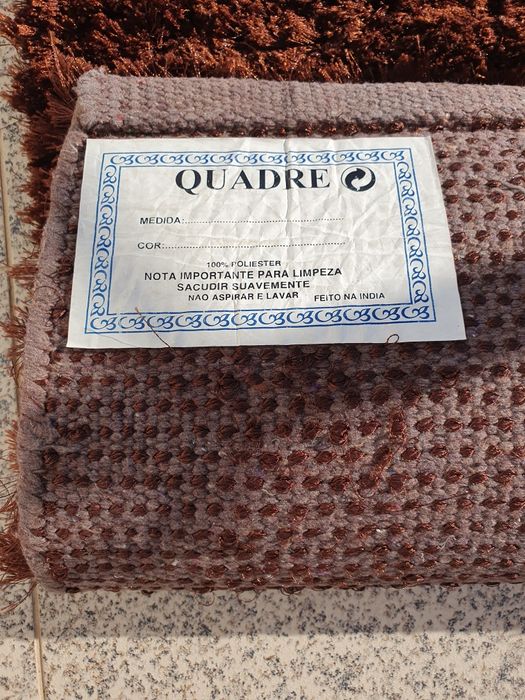 QUADRE
MEDIDA:...............................................
COR:......................................................
100% POLIESTER
NOTA IMPORTANTE PARA LIMPEZA
SACUDIR SUAVEMENTE
NAO ASPIRAR E LAVAR FEITO NA INDIA